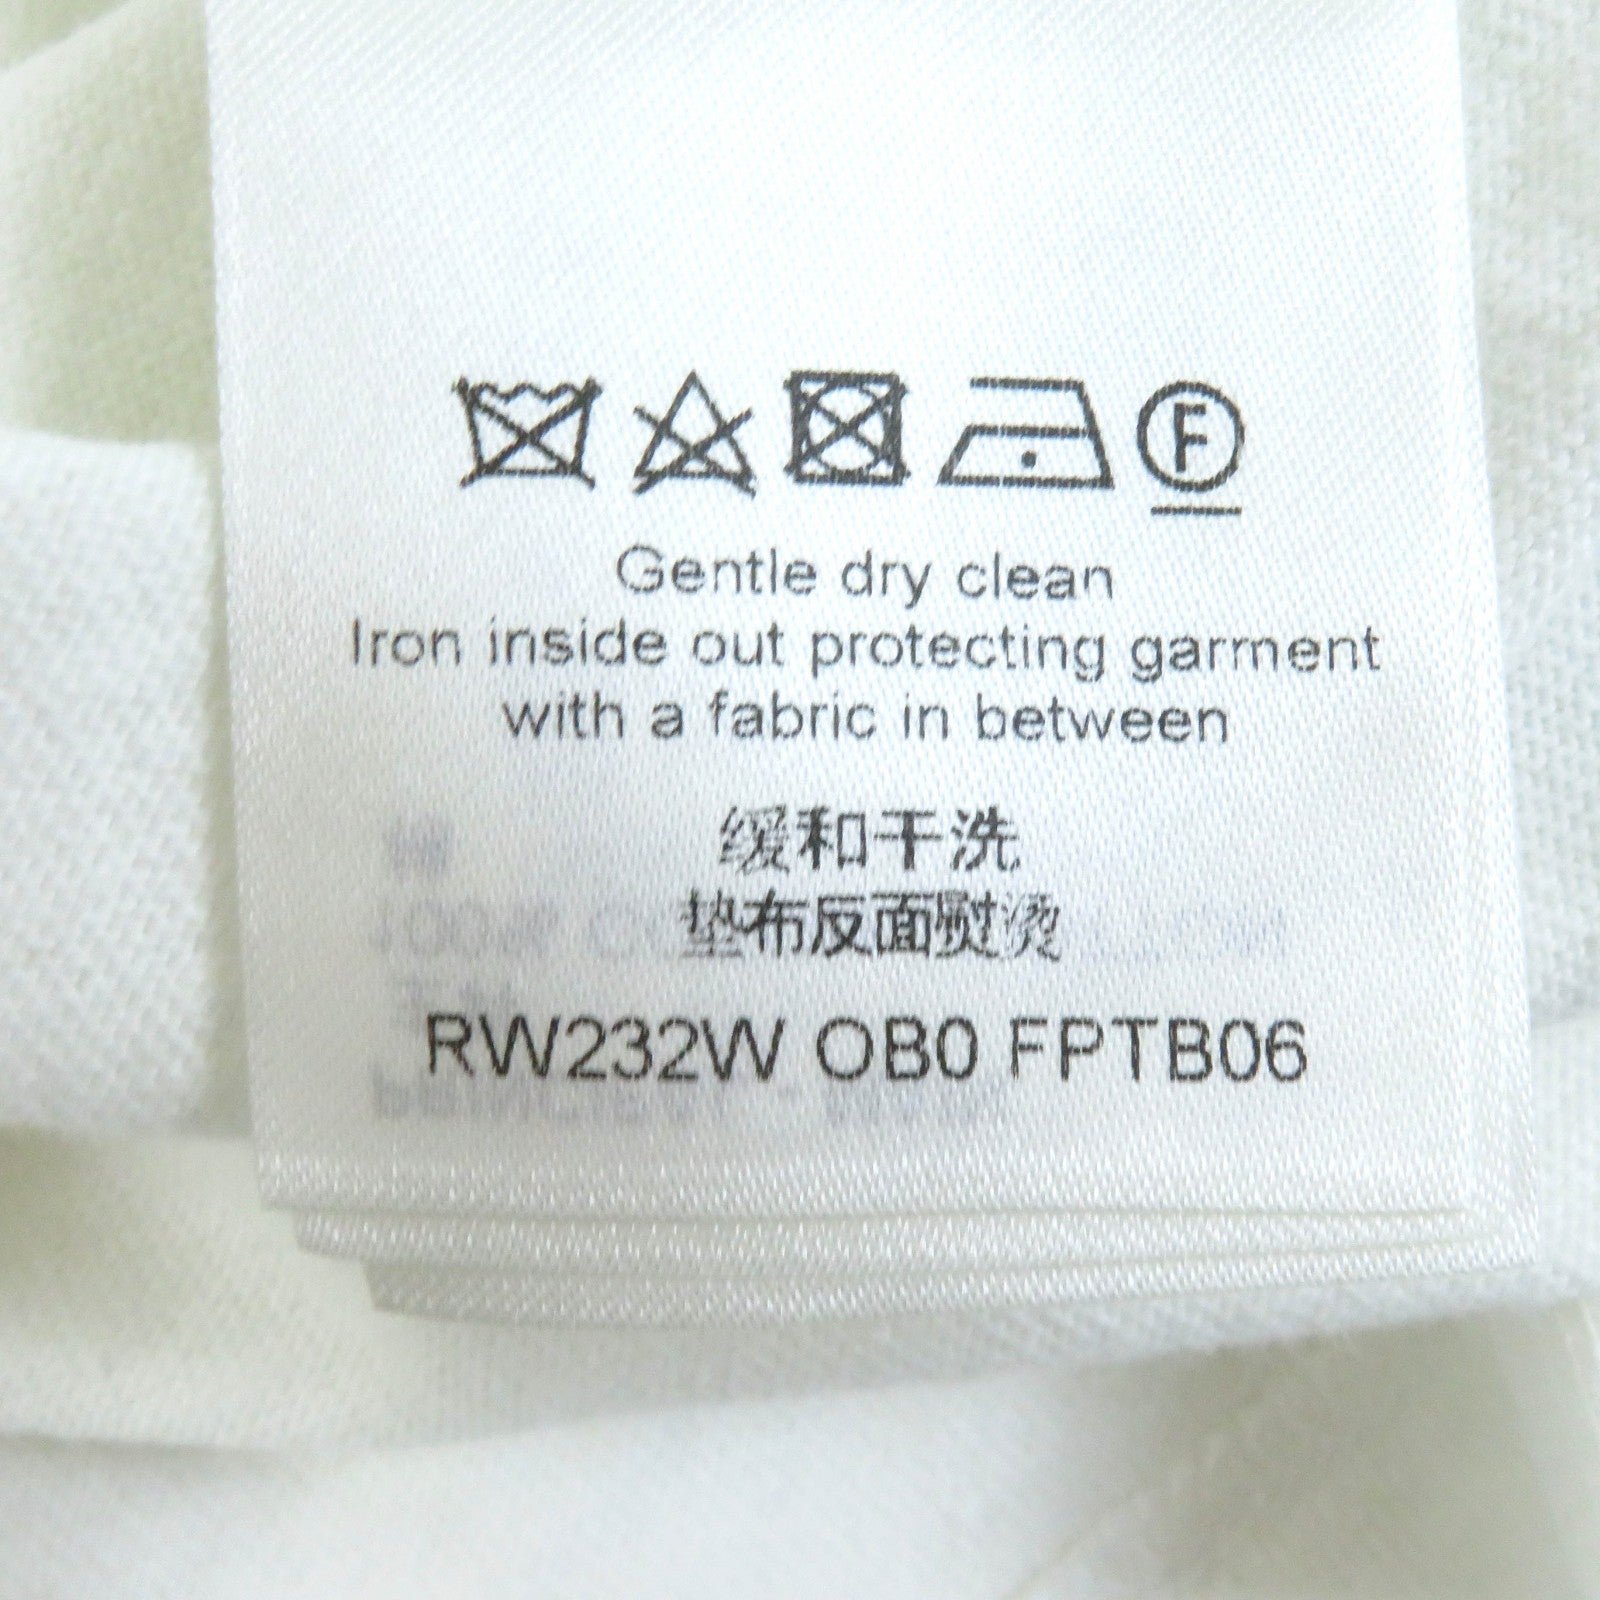 F
Gentle dry clean
Iron inside out protecting garment
with a fabric in between
缓和干洗
垫布反面熨烫
RW232W OB0 FPTB06